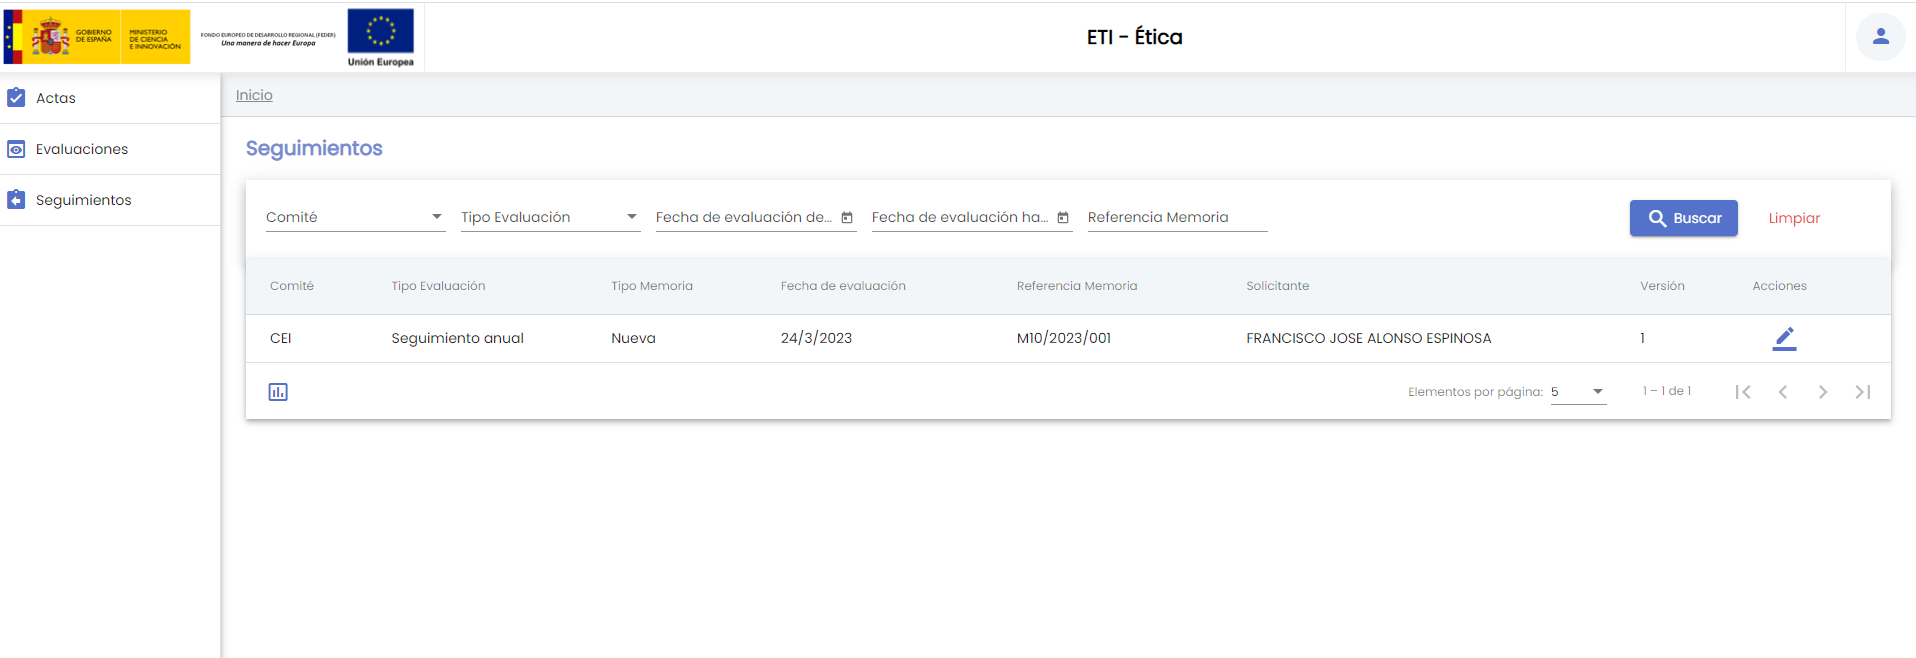 GOBIERNO
DE ESPAÑA
MINISTERIO
DE CIENCIA
E INNOVACIÓN
FONDO EUROPEO DE DESARROLLO REGIONAL (FEDER)
Una manera de hacer Europa
Unión Europea
ETI - Ética
Actas
Evaluaciones
Seguimientos
Inicio
Seguimientos
Comité Tipo Evaluación Fecha de evaluación de... Fecha de evaluación ha... Referencia Memoria Buscar Limpiar
Comité Tipo Evaluación Tipo Memoria Fecha de evaluación Referencia Memoria Solicitante Versión Acciones
CEI Seguimiento anual Nueva 24/3/2023 M10/2023/001 FRANCISCO JOSE ALONSO ESPINOSA 1
Elementos por página: 5 1 – 1 de 1